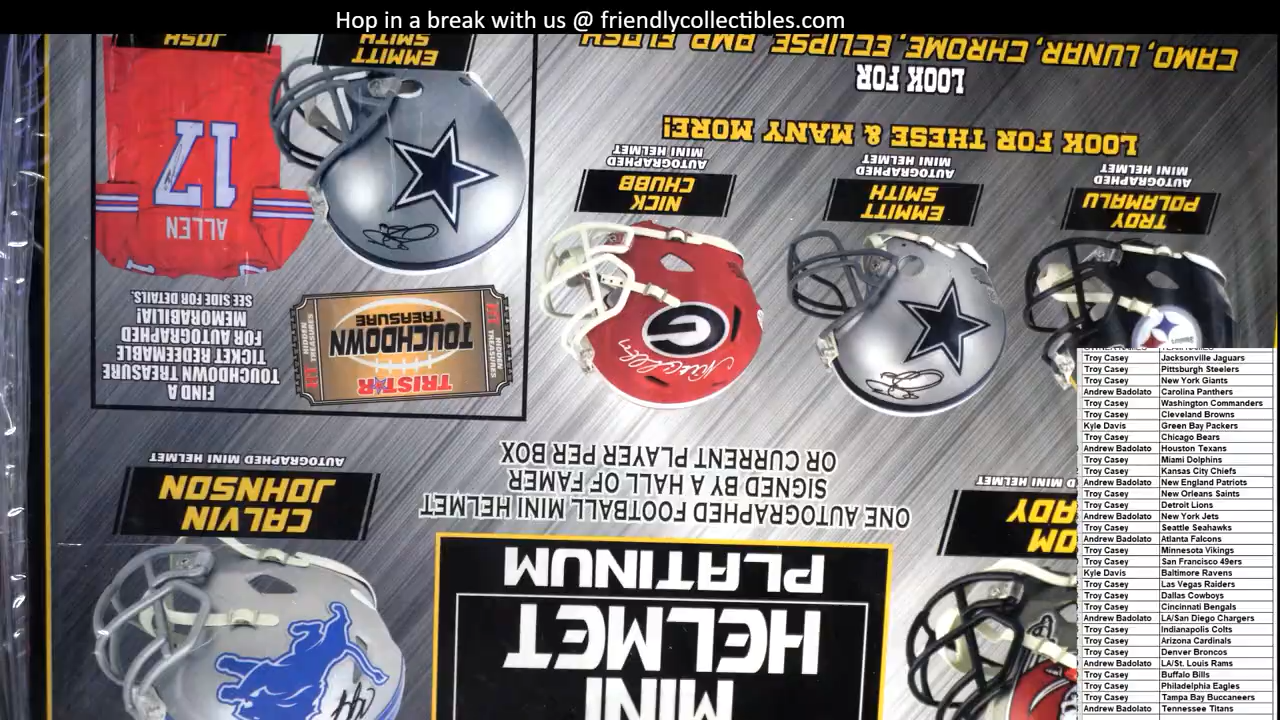 Hop in a break with us @ friendlycollectibles.com
MINI
HELMET
PLATINUM
ONE AUTOGRAPHED FOOTBALL MINI HELMET
SIGNED BY A HALL OF FAMER
OR CURRENT PLAYER PER BOX
CALVIN
JOHNSON
AUTOGRAPHED MINI HELMET
FIND A
TOUCHDOWN TREASURE
TICKET REDEEMABLE
FOR AUTOGRAPHED
MEMORABILIA!
SEE SIDE FOR DETAILS.
TRISTAR
HIDDEN
TREASURES
TOUCHDOWN
TREASURE
HIDDEN
TREASURES
ALLEN
17
JOSH
EMMITT
SMITH
TROY
POLAMALU
AUTOGRAPHED
MINI HELMET
EMMITT
SMITH
AUTOGRAPHED
MINI HELMET
NICK
CHUBB
AUTOGRAPHED
MINI HELMET
LOOK FOR THESE & MANY MORE!
LOOK FOR
CAMO, LUNAR, CHROME, ECLIPSE, AMP, FLASH
Troy Casey Jacksonville Jaguars
Troy Casey Pittsburgh Steelers
Troy Casey New York Giants
Andrew Badolato Carolina Panthers
Troy Casey Washington Commanders
Troy Casey Cleveland Browns
Kyle Davis Green Bay Packers
Troy Casey Chicago Bears
Andrew Badolato Houston Texans
Troy Casey Miami Dolphins
Troy Casey Kansas City Chiefs
Andrew Badolato New England Patriots
Troy Casey New Orleans Saints
Troy Casey Detroit Lions
Andrew Badolato New York Jets
Troy Casey Seattle Seahawks
Andrew Badolato Atlanta Falcons
Troy Casey Minnesota Vikings
Troy Casey San Francisco 49ers
Kyle Davis Baltimore Ravens
Troy Casey Las Vegas Raiders
Troy Casey Dallas Cowboys
Troy Casey Cincinnati Bengals
Andrew Badolato LA/San Diego Chargers
Troy Casey Indianapolis Colts
Troy Casey Arizona Cardinals
Troy Casey Denver Broncos
Andrew Badolato LA/St. Louis Rams
Troy Casey Buffalo Bills
Troy Casey Philadelphia Eagles
Troy Casey Tampa Bay Buccaneers
Andrew Badolato Tennessee Titans